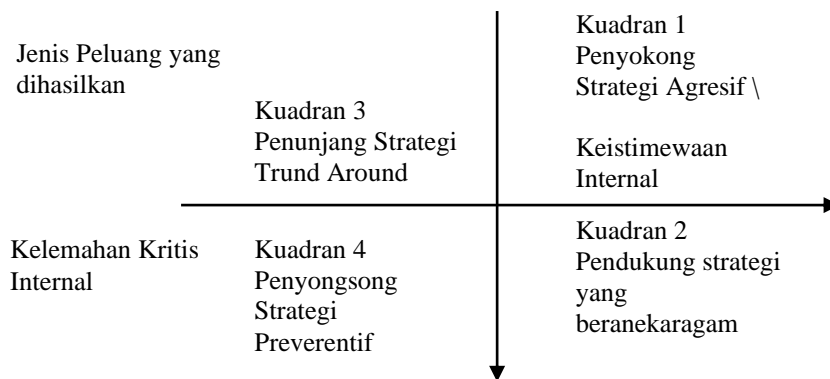 Jenis Peluang yang
dihasilkan
Kuadran 1
Penyokong
Strategi Agresif \
Keistimewaan
Internal
Kuadran 3
Penunjang Strategi
Trund Around
Kelemahan Kritis
Internal
Kuadran 4
Penyongsong
Strategi
Preverentif
Kuadran 2
Pendukung strategi
yang
beranekaragam